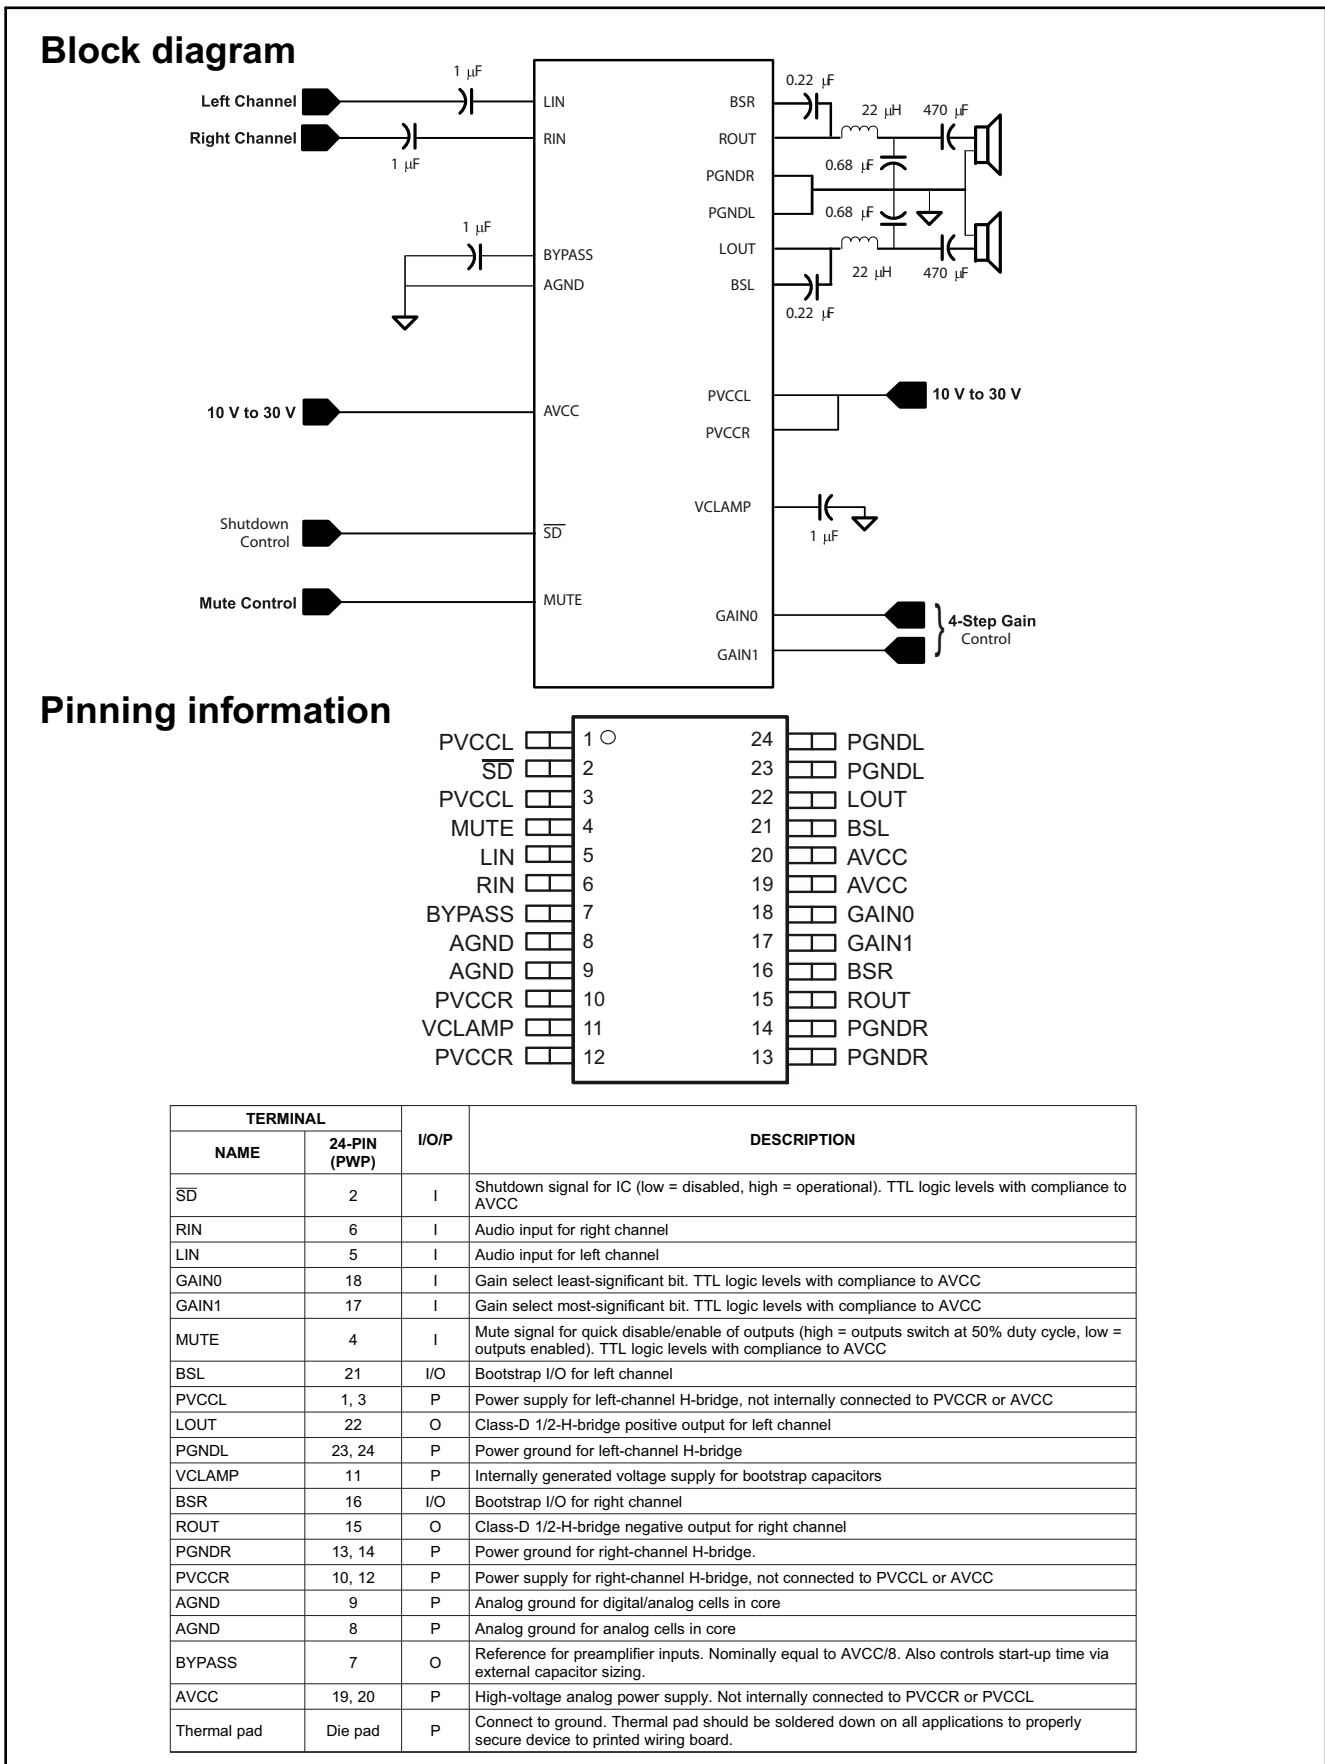 Block diagram
1 μF
Left Channel
LIN
Right Channel
RIN
1 μF
1 μF
BYPASS
AGND
10 V to 30 V
AVCC
Shutdown
Control
SD
Mute Control
MUTE
0.22 μF
BSR
22 μH
470 μF
ROUT
0.68 μF
PGNDR
PGNDL
0.68 μF
LOUT
22 μH
470 μF
BSL
0.22 μF
PVCCL
10 V to 30 V
PVCCR
VCLAMP
1 μF
GAIN0
4-Step Gain
Control
GAIN1
Pinning information
PVCCL 1 24 PGNDL
SD 2 23 PGNDL
PVCCL 3 22 LOUT
MUTE 4 21 BSL
LIN 5 20 AVCC
RIN 6 19 AVCC
BYPASS 7 18 GAIN0
AGND 8 17 GAIN1
AGND 9 16 BSR
PVCCR 10 15 ROUT
VCLAMP 11 14 PGNDR
PVCCR 12 13 PGNDR
TERMINAL
I/O/P DESCRIPTION
NAME 24-PIN
(PWP)
SD 2 I Shutdown signal for IC (low = disabled, high = operational). TTL logic levels with compliance to
AVCC
RIN 6 I Audio input for right channel
LIN 5 I Audio input for left channel
GAIN0 18 I Gain select least-significant bit. TTL logic levels with compliance to AVCC
GAIN1 17 I Gain select most-significant bit. TTL logic levels with compliance to AVCC
MUTE 4 I Mute signal for quick disable/enable of outputs (high = outputs switch at 50% duty cycle, low =
outputs enabled). TTL logic levels with compliance to AVCC
BSL 21 I/O Bootstrap I/O for left channel
PVCCL 1, 3 P Power supply for left-channel H-bridge, not internally connected to PVCCR or AVCC
LOUT 22 O Class-D 1/2-H-bridge positive output for left channel
PGNDL 23, 24 P Power ground for left-channel H-bridge
VCLAMP 11 P Internally generated voltage supply for bootstrap capacitors
BSR 16 I/O Bootstrap I/O for right channel
ROUT 15 O Class-D 1/2-H-bridge negative output for right channel
PGNDR 13, 14 P Power ground for right-channel H-bridge.
PVCCR 10, 12 P Power supply for right-channel H-bridge, not connected to PVCCL or AVCC
AGND 9 P Analog ground for digital/analog cells in core
AGND 8 P Analog ground for analog cells in core
BYPASS 7 O Reference for preamplifier inputs. Nominally equal to AVCC/8. Also controls start-up time via
external capacitor sizing.
AVCC 19, 20 P High-voltage analog power supply. Not internally connected to PVCCR or PVCCL
Thermal pad Die pad P Connect to ground. Thermal pad should be soldered down on all applications to properly
secure device to printed wiring board.